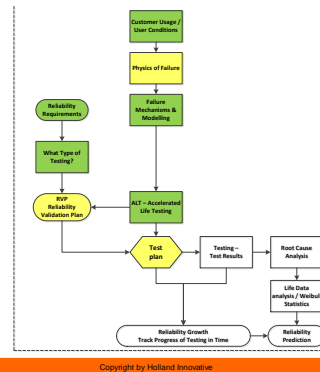 Customer Usage /
User Conditions
Physics of Failure
Reliability
Requirements
Failure
Mechanisms &
Modelling
What Type of
Testing?
RVP
Reliability
Validation Plan
ALT – Accelerated
Life Testing
Test
plan
Testing –
Test Results
Root Cause
Analysis
Life Data
analysis / Weibull
Statistics
Reliability Growth
Track Progress of Testing in Time
Reliability
Prediction
Copyright by Holland Innovative